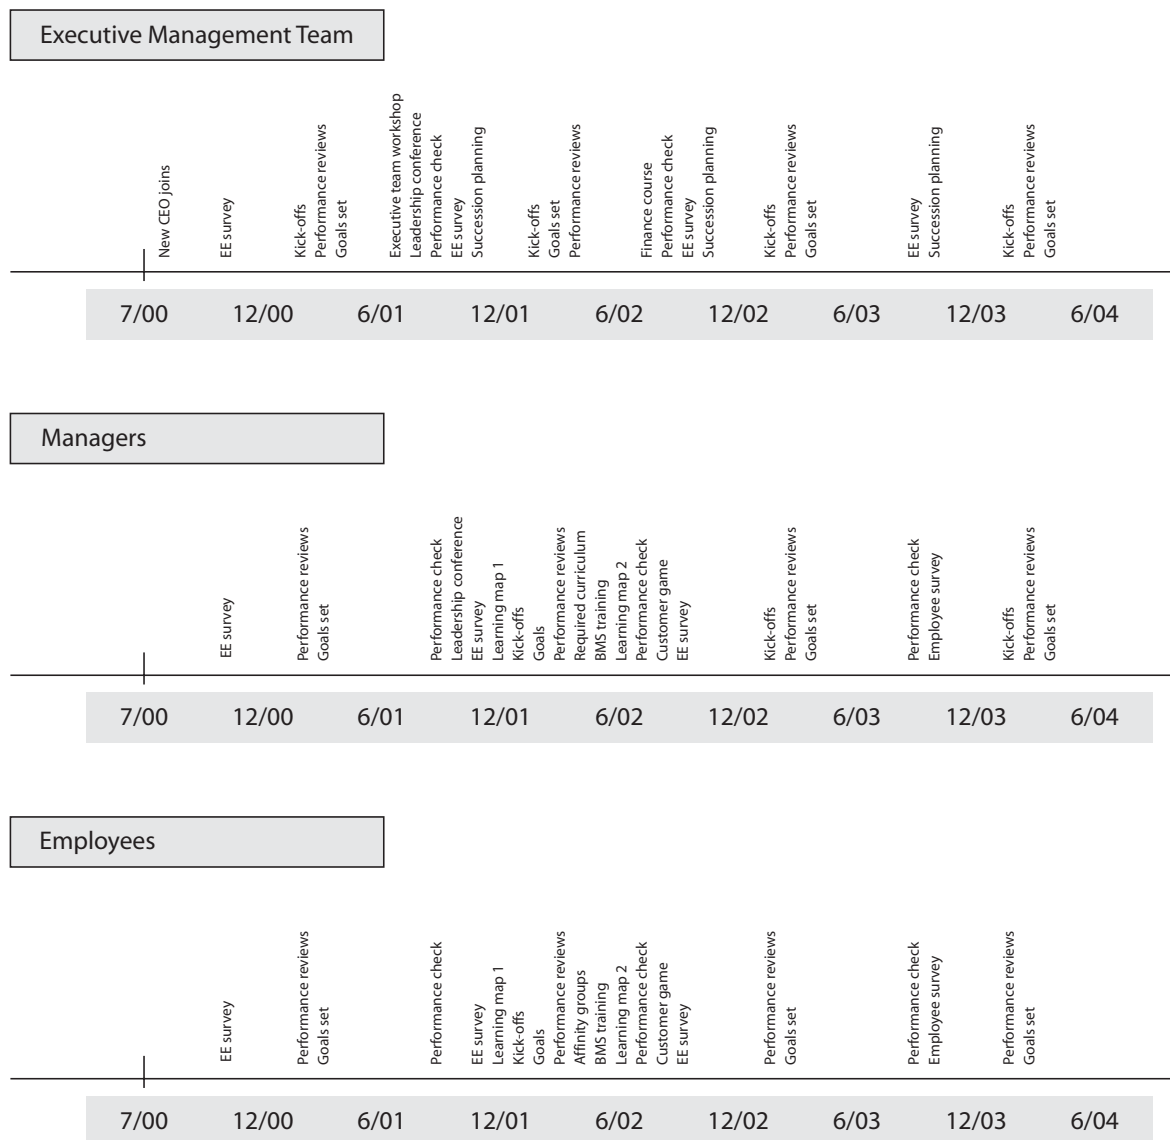 Executive Management Team
New CEO joins
EE survey
Kick-offs
Performance reviews
Goals set
Executive team workshop
Leadership conference
Performance check
EE survey
Succession planning
Kick-offs
Goals set
Performance reviews
Finance course
Performance check
EE survey
Succession planning
Kick-offs
Performance reviews
Goals set
EE survey
Succession planning
Kick-offs
Performance reviews
Goals set
7/00 12/00 6/01 12/01 6/02 12/02 6/03 12/03 6/04
Managers
EE survey
Performance reviews
Goals set
Performance check
Leadership conference
EE survey
Learning map 1
Kick-offs
Goals
Performance reviews
Required curriculum
BMS training
Learning map 2
Performance check
Customer game
EE survey
Kick-offs
Performance reviews
Goals set
Performance check
Employee survey
Kick-offs
Performance reviews
Goals set
7/00 12/00 6/01 12/01 6/02 12/02 6/03 12/03 6/04
Employees
EE survey
Performance reviews
Goals set
Performance check
EE survey
Learning map 1
Kick-offs
Goals
Performance reviews
Affinity groups
BMS training
Learning map 2
Performance check
Customer game
EE survey
Performance reviews
Goals set
Performance check
Employee survey
Performance reviews
Goals set
7/00 12/00 6/01 12/01 6/02 12/02 6/03 12/03 6/04